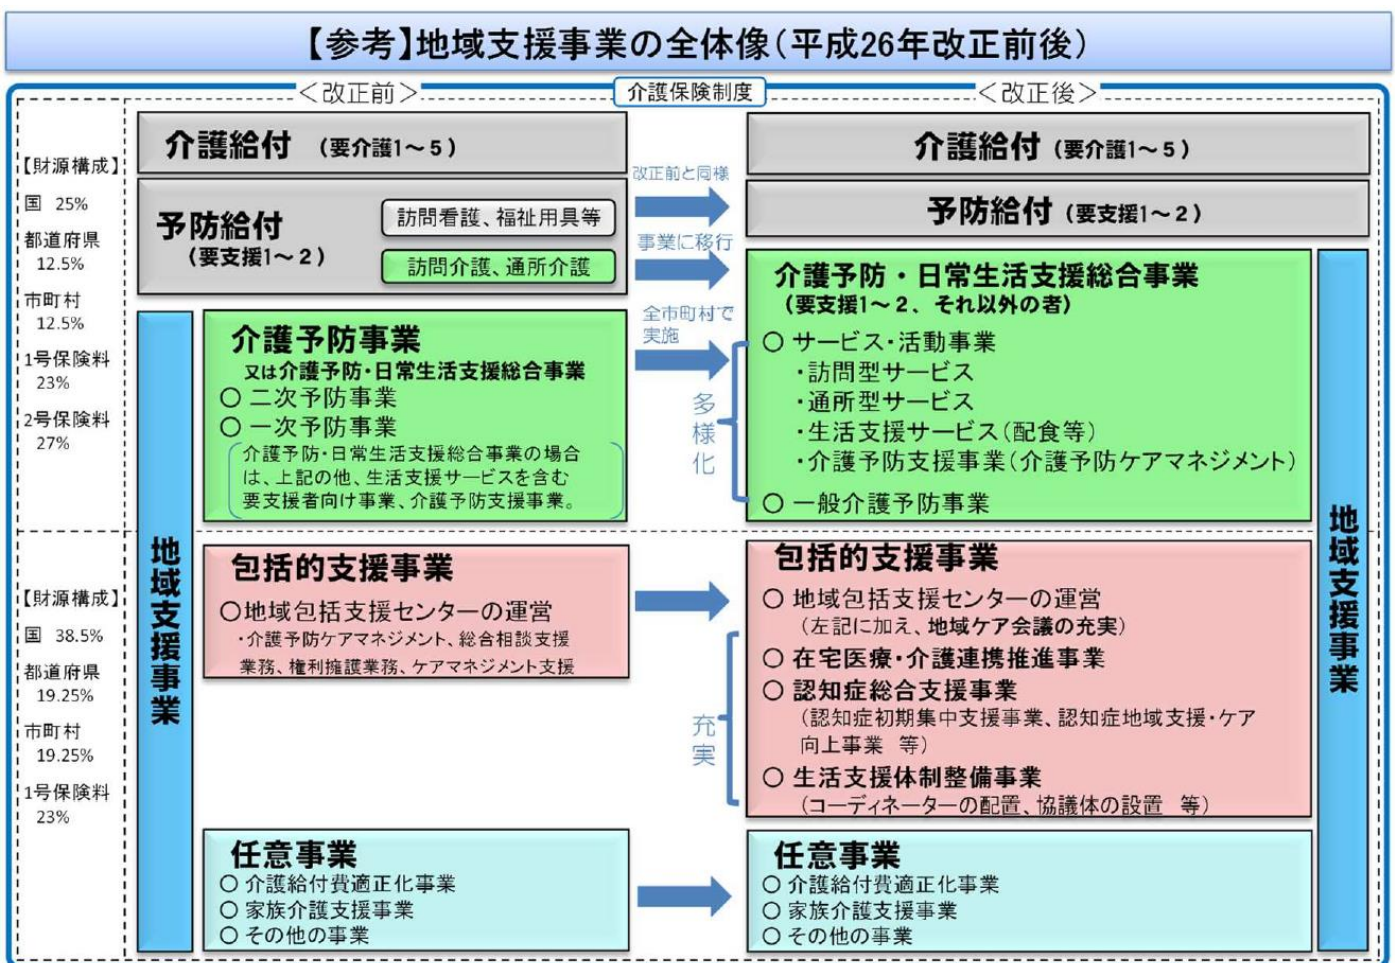 【参考】地域支援事業の全体像(平成26年改正前後)
介護保険制度
<改正前>
<改正後>
【財源構成】
国 25%
都道府県
12.5%
市町村
12.5%
1号保険料
23%
2号保険料
27%
【財源構成】
国 38.5%
都道府県
19.25%
市町村
19.25%
1号保険料
23%
介護給付 (要介護1~5)
予防給付
(要支援1~2)
訪問看護、福祉用具等
訪問介護、通所介護
地域支援事業
介護予防事業
又は介護予防・日常生活支援総合事業
○ 二次予防事業
○ 一次予防事業
介護予防・日常生活支援総合事業の場合
は、上記の他、生活支援サービスを含む
要支援者向け事業、介護予防支援事業。
包括的支援事業
○地域包括支援センターの運営
・介護予防ケアマネジメント、総合相談支援
業務、権利擁護業務、ケアマネジメント支援
任意事業
○ 介護給付費適正化事業
○ 家族介護支援事業
○ その他の事業
改正前と同様
事業に移行
全市町村で
実施
多様化
充実
介護給付 (要介護1~5)
予防給付 (要支援1~2)
介護予防・日常生活支援総合事業
(要支援1~2、それ以外の者)
○ サービス・活動事業
・訪問型サービス
・通所型サービス
・生活支援サービス(配食等)
・介護予防支援事業(介護予防ケアマネジメント)
○ 一般介護予防事業
包括的支援事業
○ 地域包括支援センターの運営
(左記に加え、地域ケア会議の充実)
○ 在宅医療・介護連携推進事業
○ 認知症総合支援事業
(認知症初期集中支援事業、認知症地域支援・ケア
向上事業 等)
○ 生活支援体制整備事業
(コーディネーターの配置、協議体の設置 等)
任意事業
○ 介護給付費適正化事業
○ 家族介護支援事業
○ その他の事業
地域支援事業